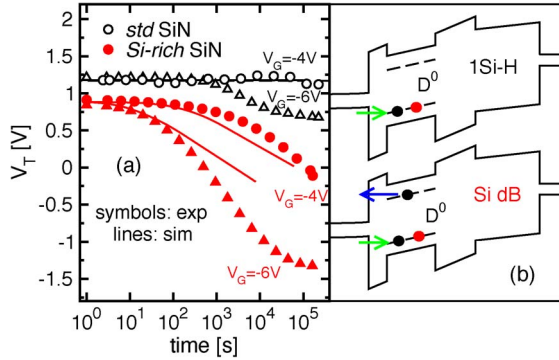 std SiN
Si-rich SiN
V_G=-4V
V_G=-6V
V_G=-4V
V_G=-6V
(a)
symbols: exp
lines: sim
V_T [V]
2
1.5
1
0.5
0
-0.5
-1
-1.5
10^0 10^1 10^2 10^3 10^4 10^5
time [s]
1Si-H
D^0
Si dB
D^0
(b)